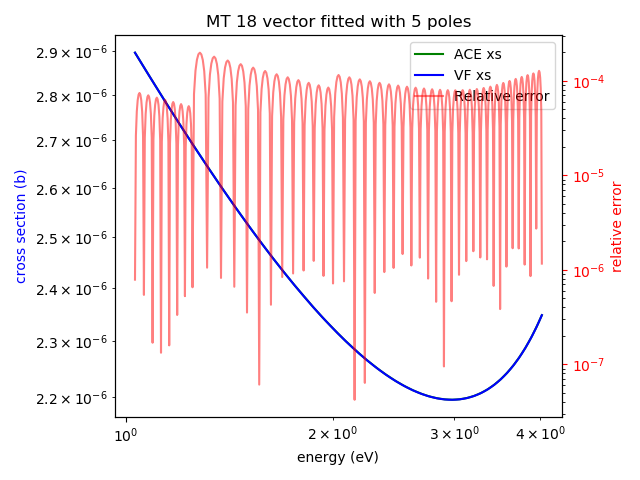 MT 18 vector fitted with 5 poles
ACE xs
VF xs
Relative error
2.9 × 10⁻⁶
2.8 × 10⁻⁶
2.7 × 10⁻⁶
2.6 × 10⁻⁶
2.5 × 10⁻⁶
2.4 × 10⁻⁶
2.3 × 10⁻⁶
2.2 × 10⁻⁶
cross section (b)
10⁻⁴
10⁻⁵
10⁻⁶
10⁻⁷
relative error
10⁰
2 × 10⁰
3 × 10⁰
4 × 10⁰
energy (eV)